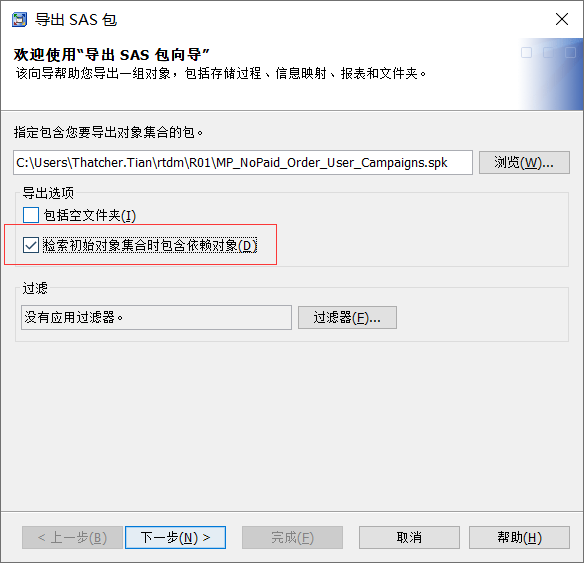 导出 SAS 包
欢迎使用“导出 SAS 包向导”
该向导帮助您导出一组对象，包括存储过程、信息映射、报表和文件夹。
指定包含您要导出对象集合的包。
C:\Users\Thatcher.Tian\rtdm\R01\MP_NoPaid_Order_User_Campaigns.spk 浏览(W)...
导出选项
包括空文件夹(I)
检索初始对象集合时包含依赖对象(D)
过滤
没有应用过滤器。 过滤器(F)...
< 上一步(B) 下一步(N) > 完成(F) 取消 帮助(H)